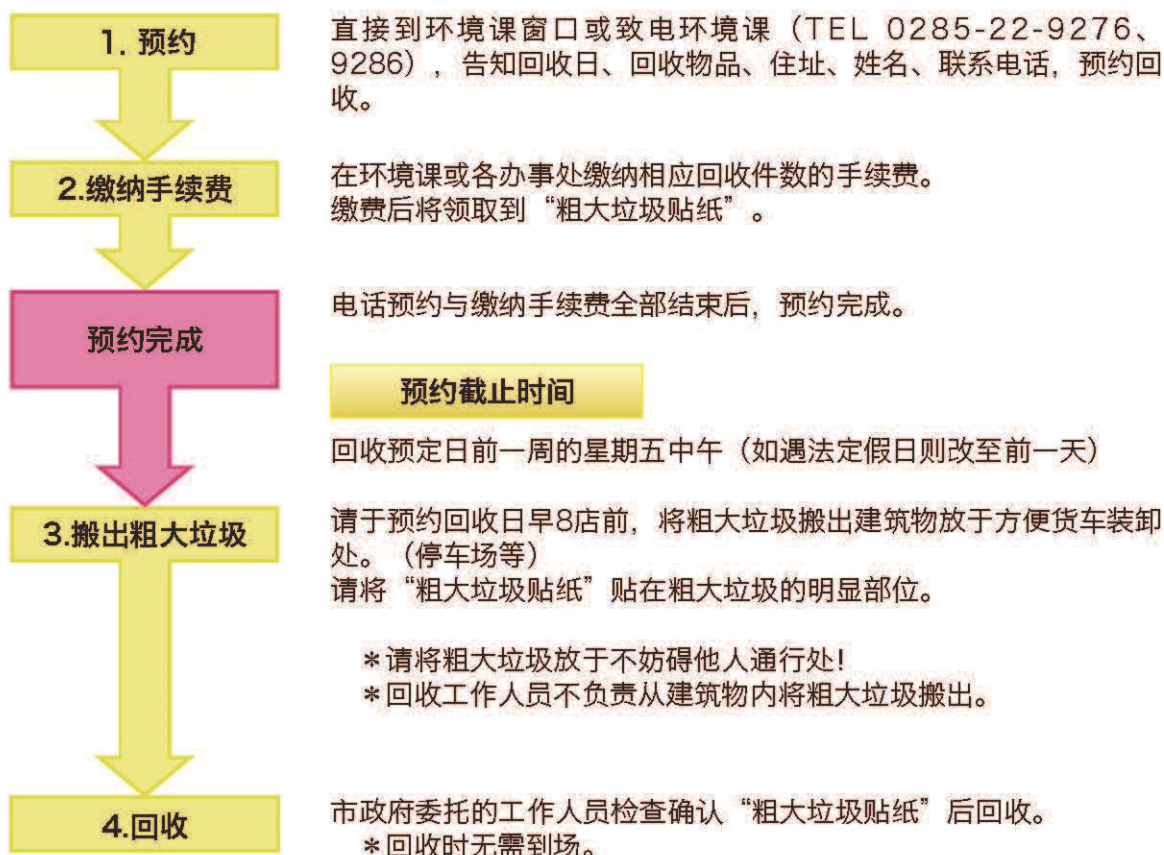 1. 预约
直接到环境课窗口或致电环境课（TEL 0285-22-9276、
9286），告知回收日、回收物品、住址、姓名、联系电话，预约回
收。
2.缴纳手续费
在环境课或各办事处缴纳相应回收件数的手续费。
缴费后将领取到“粗大垃圾贴纸”。
预约完成
电话预约与缴纳手续费全部结束后，预约完成。
预约截止时间
回收预定日前一周的星期五中午（如遇法定假日则改至前一天）
3.搬出粗大垃圾
请于预约回收日早8店前，将粗大垃圾搬出建筑物放于方便货车装卸
处。（停车场等）
请将“粗大垃圾贴纸”贴在粗大垃圾的明显部位。
＊请将粗大垃圾放于不妨碍他人通行处！
＊回收工作人员不负责从建筑物内将粗大垃圾搬出。
4.回收
市政府委托的工作人员检查确认“粗大垃圾贴纸”后回收。
＊回收时无需到场。